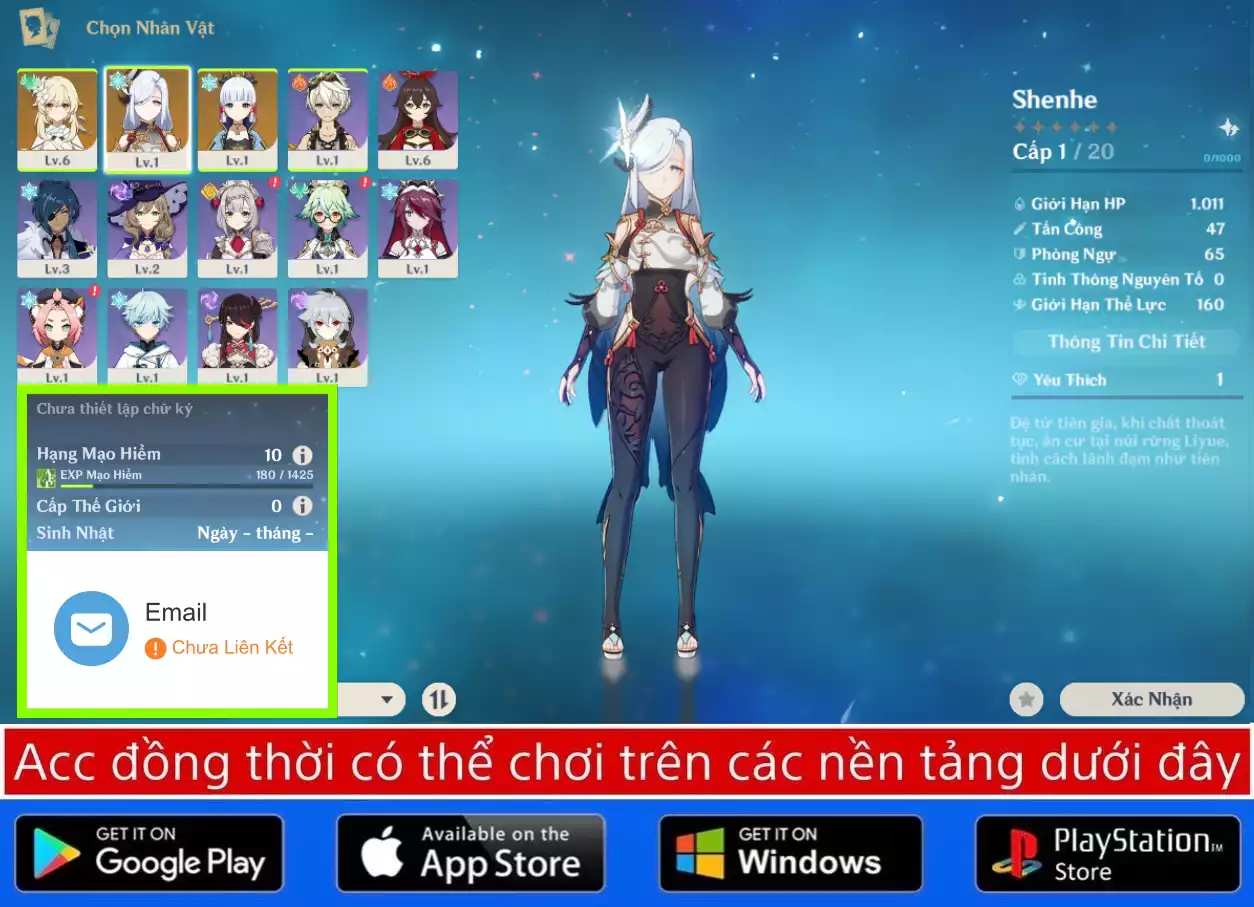 Chọn Nhân Vật
Lv.6
Lv.1
Lv.1
Lv.1
Lv.6
Lv.3
Lv.2
Lv.1
Lv.1
Lv.1
Lv.1
Lv.1
Lv.1
Lv.1
Shenhe
Cấp 1 / 20
0/1000
Giới Hạn HP 1.011
Tấn Công 47
Phòng Ngự 65
Tinh Thông Nguyên Tố 0
Giới Hạn Thể Lực 160
Thông Tin Chi Tiết
Yêu Thích 1
Đệ tử tiên gia, khí chất thoát
tục, ẩn cư tại núi rừng Liyue,
tính cách lãnh đạm như tiên
nhân.
Chưa thiết lập chữ ký
Hạng Mạo Hiểm 10
EXP Mạo Hiểm 180 / 1425
Cấp Thế Giới 0
Sinh Nhật Ngày - tháng -
Email
Chưa Liên Kết
Xác Nhận
Acc đồng thời có thể chơi trên các nền tảng dưới đây
GET IT ON
Google Play
Available on the
App Store
GET IT ON
Windows
PlayStation™
Store